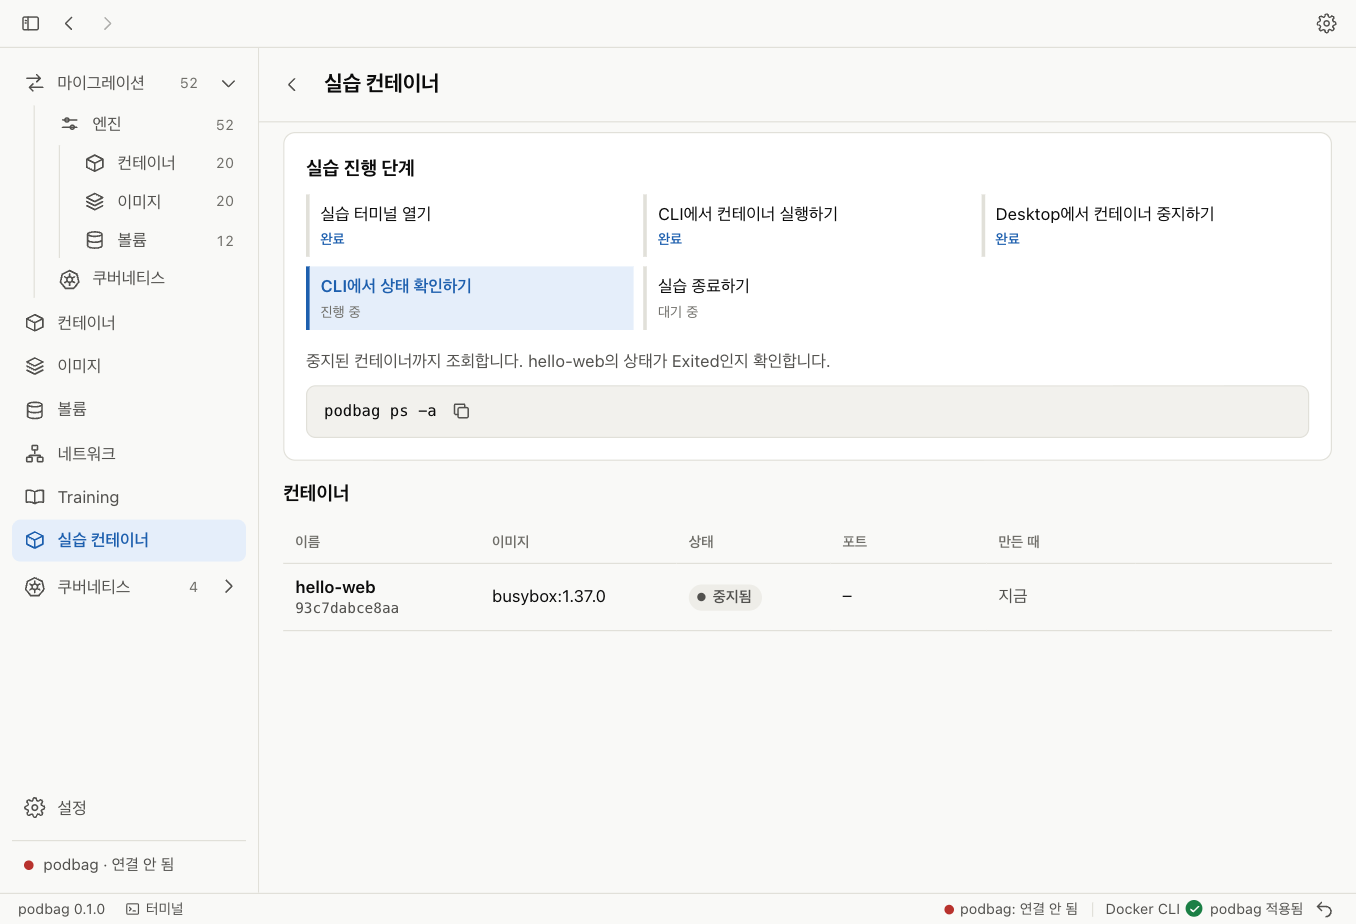 마이그레이션 52
엔진 52
컨테이너 20
이미지 20
볼륨 12
쿠버네티스
컨테이너
이미지
볼륨
네트워크
Training
실습 컨테이너
쿠버네티스 4
설정
podbag · 연결 안 됨
실습 컨테이너
실습 진행 단계
실습 터미널 열기
완료
CLI에서 컨테이너 실행하기
완료
Desktop에서 컨테이너 중지하기
완료
CLI에서 상태 확인하기
진행 중
실습 종료하기
대기 중
중지된 컨테이너까지 조회합니다. hello-web의 상태가 Exited인지 확인합니다.
podbag ps -a
컨테이너
이름 이미지 상태 포트 만든 때
hello-web busybox:1.37.0 중지됨 – 지금
93c7dabce8aa
podbag 0.1.0 터미널 podbag: 연결 안 됨 Docker CLI podbag 적용됨